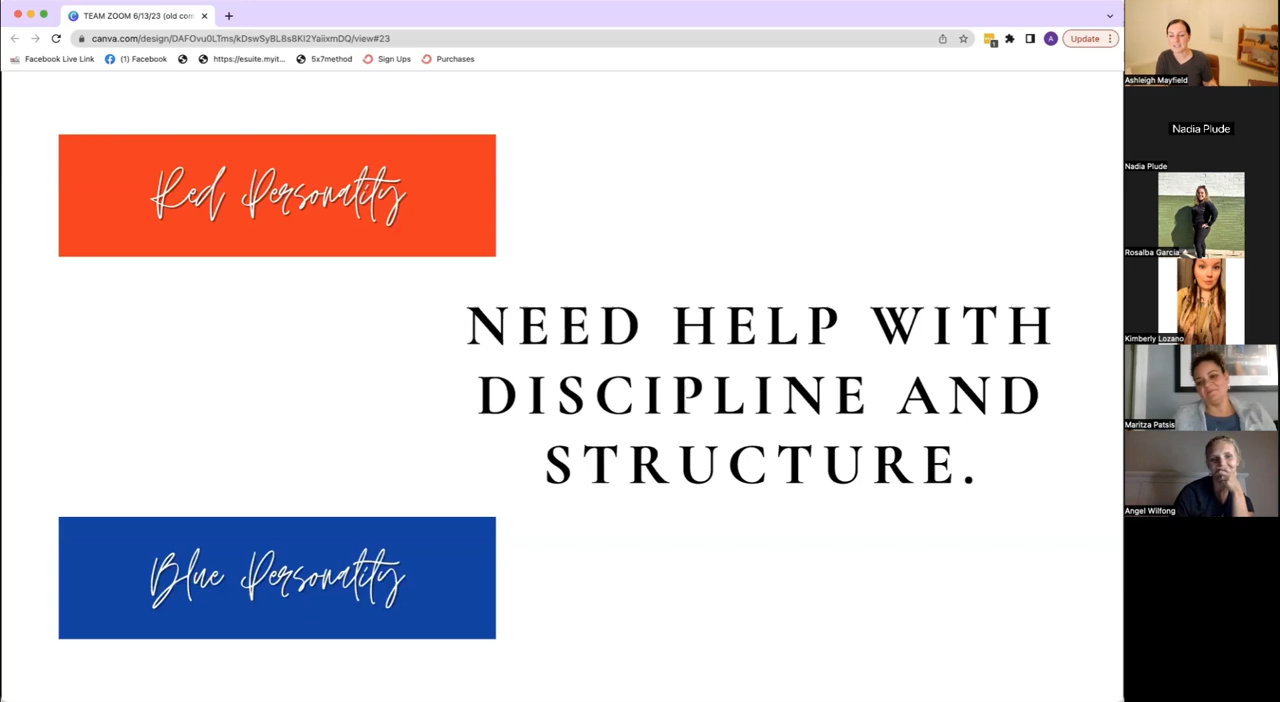 TEAM ZOOM 6/13/23 (old com
canva.com/design/DAFOvu0LTms/kDswSyBL8s8KI2YaiixmDQ/view#23
A
Update
Facebook Live Link
(1) Facebook
https://esuite.myit...
5x7method
Sign Ups
Purchases
Red Personality
NEED HELP WITH
DISCIPLINE AND
STRUCTURE.
Blue Personality
Ashleigh Mayfield
Nadia Plude
Nadia Plude
Rosalba Garcia
Kimberly Lozano
Maritza Patsis
Angel Wilfong